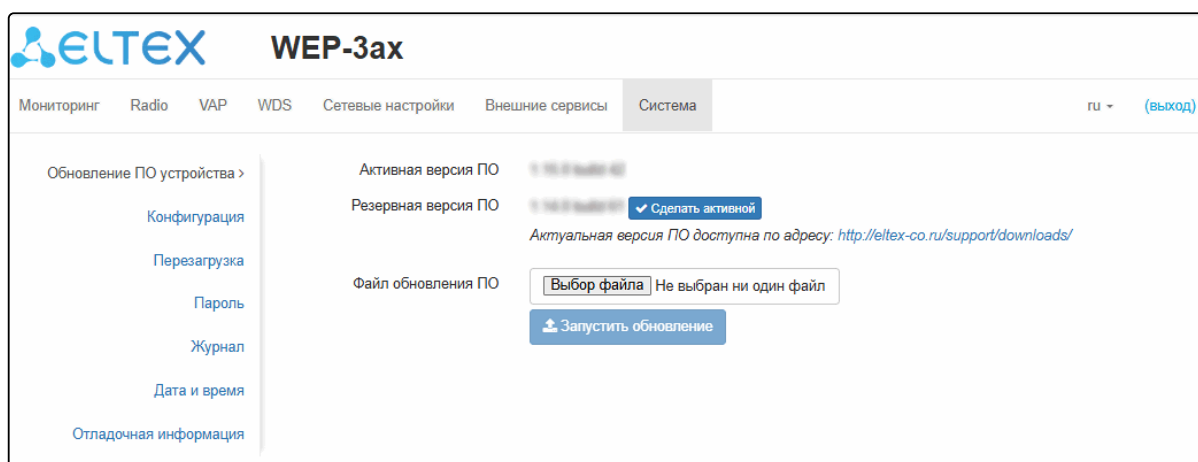 ELTEX WEP-3ax
Мониторинг Radio VAP WDS Сетевые настройки Внешние сервисы Система ru (выход)
Обновление ПО устройства >
Конфигурация
Перезагрузка
Пароль
Журнал
Дата и время
Отладочная информация
Активная версия ПО
Резервная версия ПО Сделать активной
Актуальная версия ПО доступна по адресу: http://eltex-co.ru/support/downloads/
Файл обновления ПО Выбор файла Не выбран ни один файл
Запустить обновление